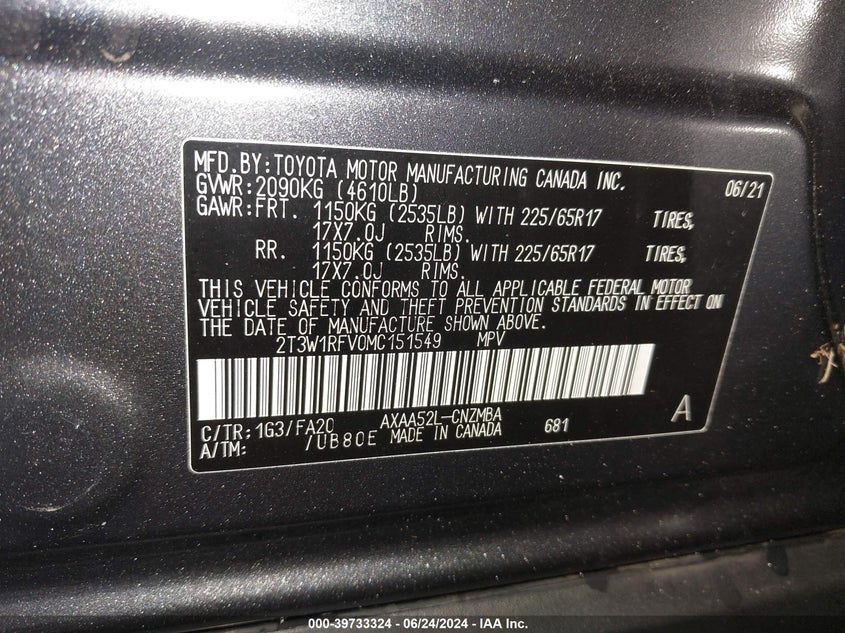 MFD.BY:TOYOTA MOTOR MANUFACTURING CANADA INC. 06/21
GVWR:2090KG (4610LB)
GAWR:FRT. 1150KG (2535LB) WITH 225/65R17 TIRES,
17X7.0J RIMS.
RR. 1150KG (2535LB) WITH 225/65R17 TIRES,
17X7.0J RIMS.
THIS VEHICLE CONFORMS TO ALL APPLICABLE FEDERAL MOTOR
VEHICLE SAFETY AND THEFT PREVENTION STANDARDS IN EFFECT ON
THE DATE OF MANUFACTURE SHOWN ABOVE.
2T3W1RFV0MC151549 MPV
C/TR:1G3/FA20 AXAA52L-CNZMBA A
A/TM: /UB80E MADE IN CANADA 681
000-39733324 - 06/24/2024 - IAA Inc.